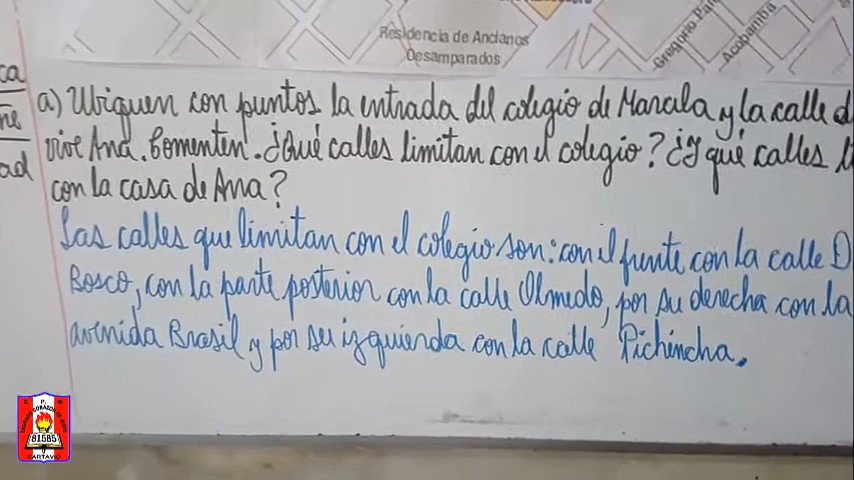 Residencia de Ancianos
Desamparados
Gregorio
Acobamba
ca
ñe
ad
a) Ubiquen con puntos la entrada del colegio de Marcela y la calle d
vive Ana. Comenten. ¿Qué calles limitan con el colegio? ¿Y qué calles li
con la casa de Ana?
Las calles que limitan con el colegio son: con el frente con la calle D
Bosco, con la parte posterior con la calle Olmedo, por su derecha con la
avenida Brasil y por su izquierda con la calle Pichincha.
81585
CARTAVIO